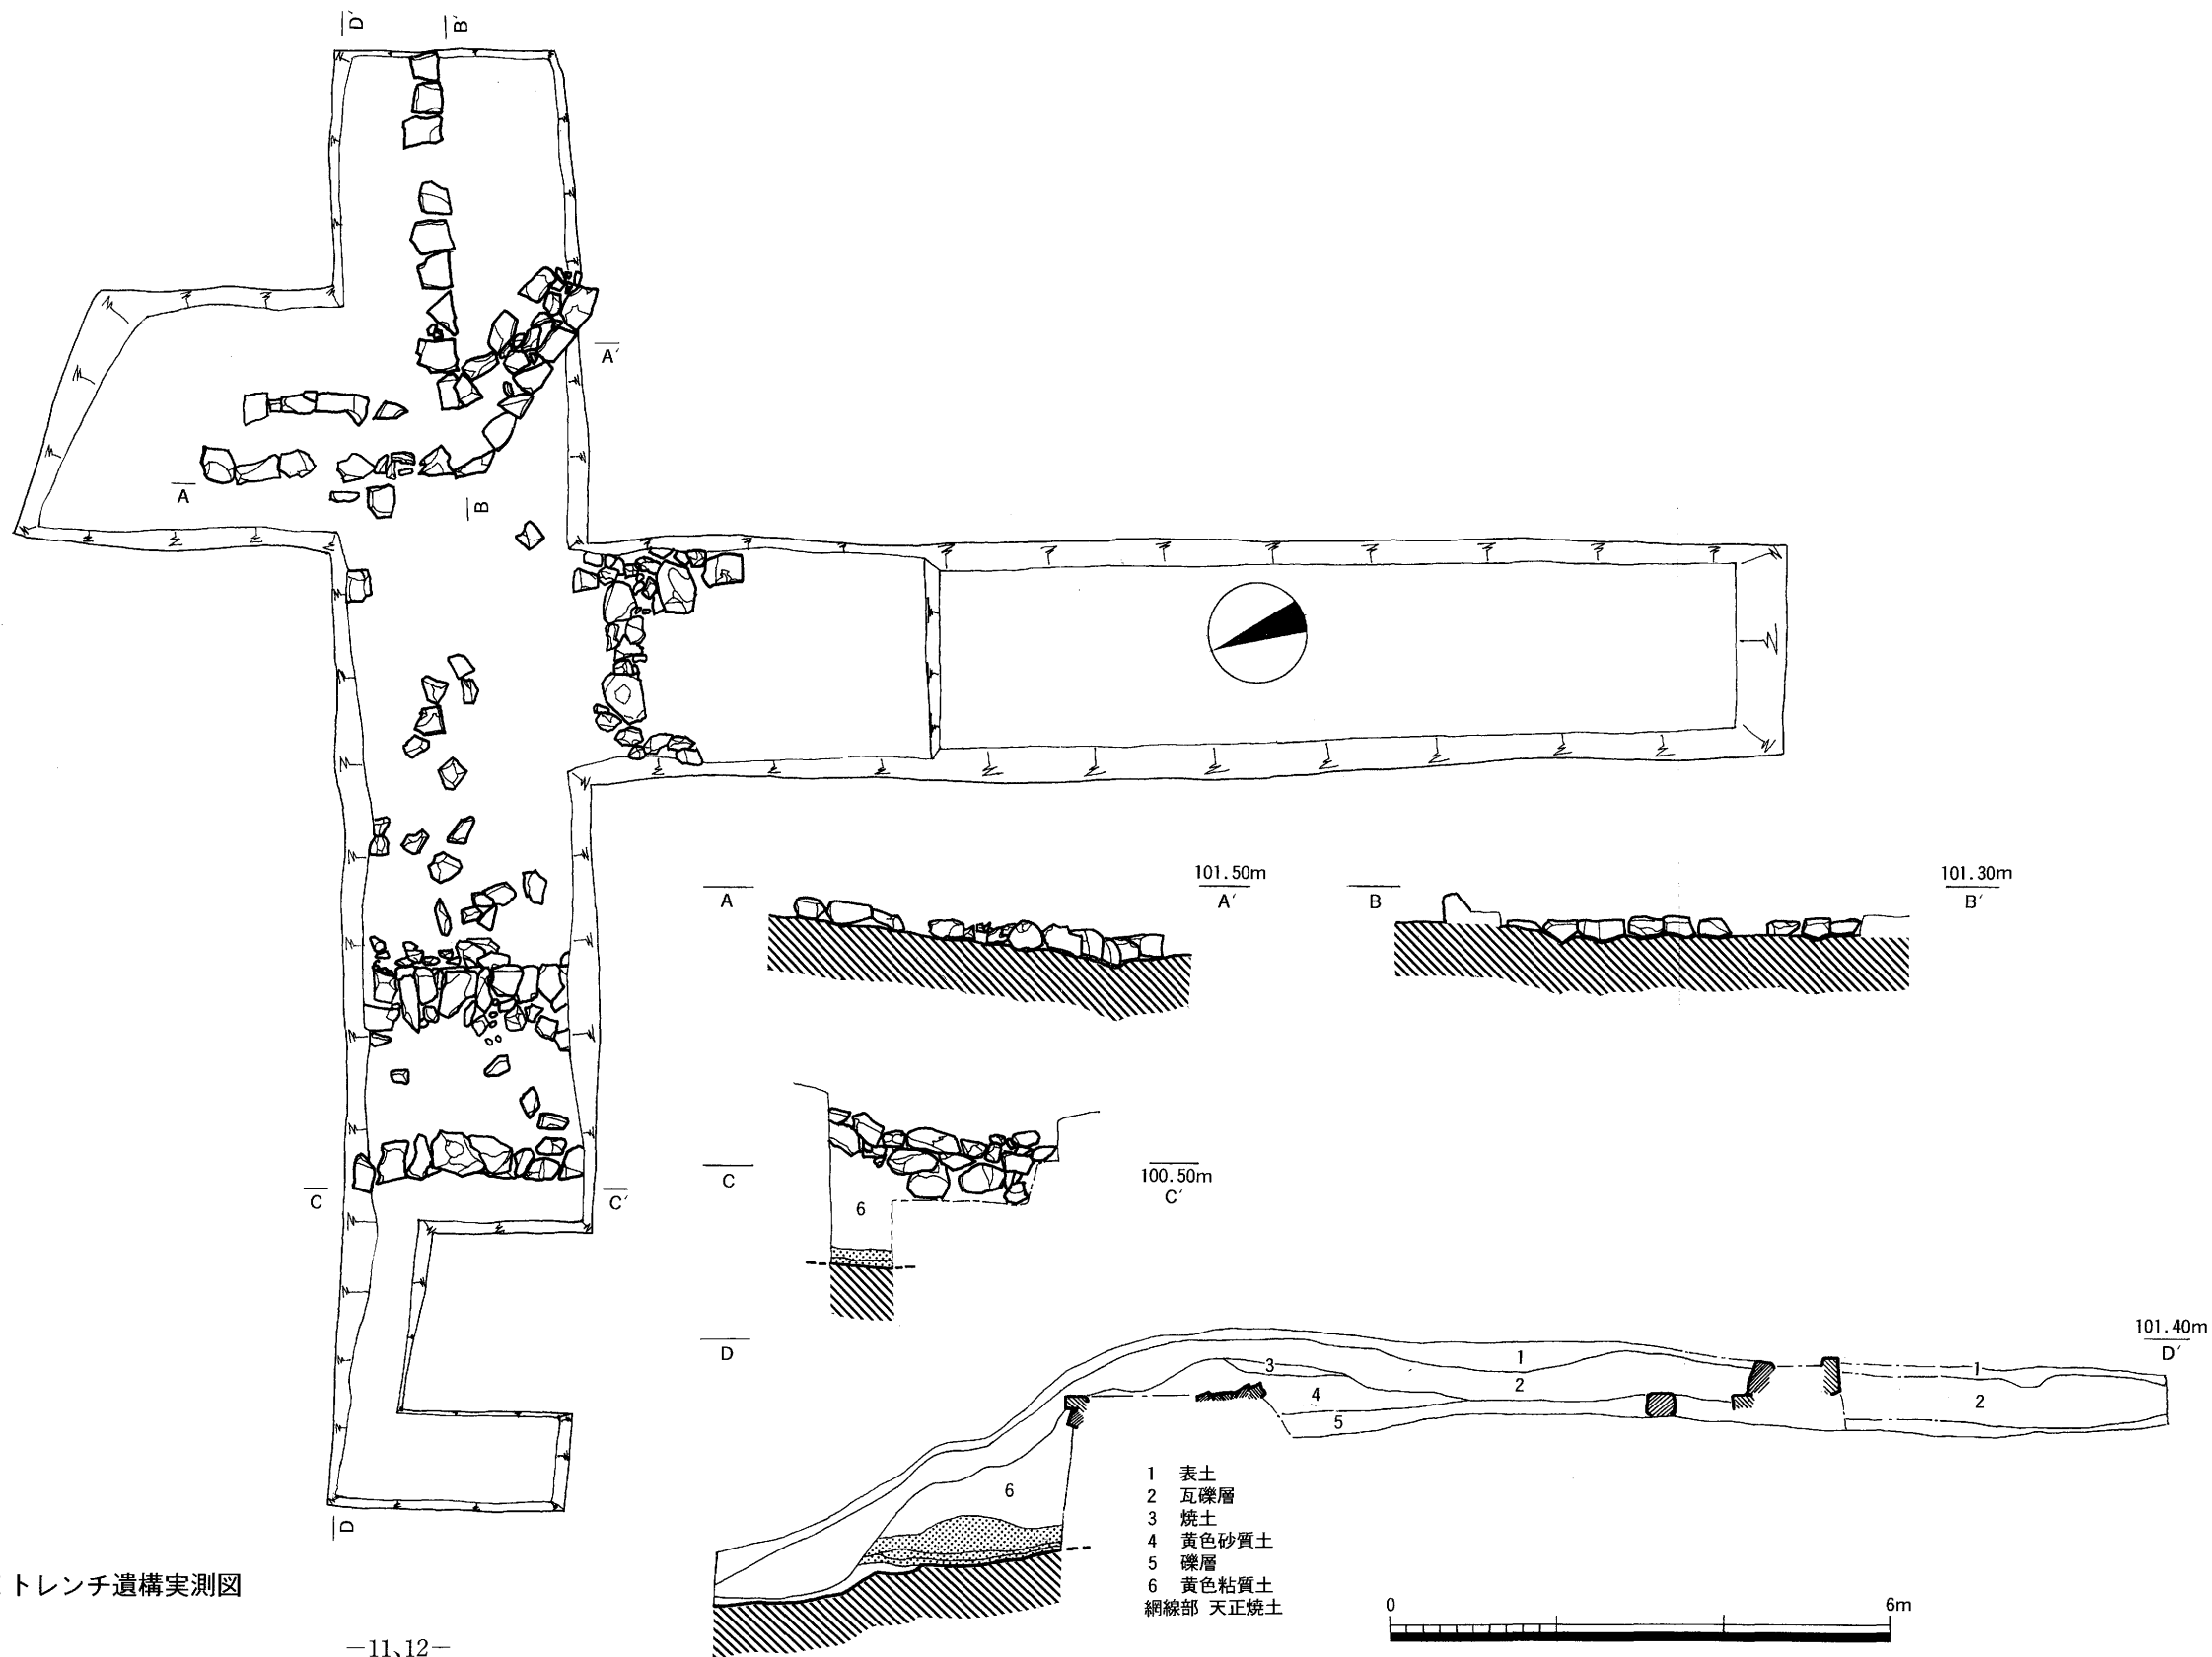 D′
B′
A′
A
B
101.50m
A
A′
101.30m
B
B′
C
C′
C
100.50m
C′
6
D
101.40m
D′
1
1
2
2
3
4
5
6
D
1 表土
2 瓦礫層
3 焼土
4 黄色砂質土
5 礫層
6 黄色粘質土
網線部 天正焼土
トレンチ遺構実測図
0 6m
—11、12—